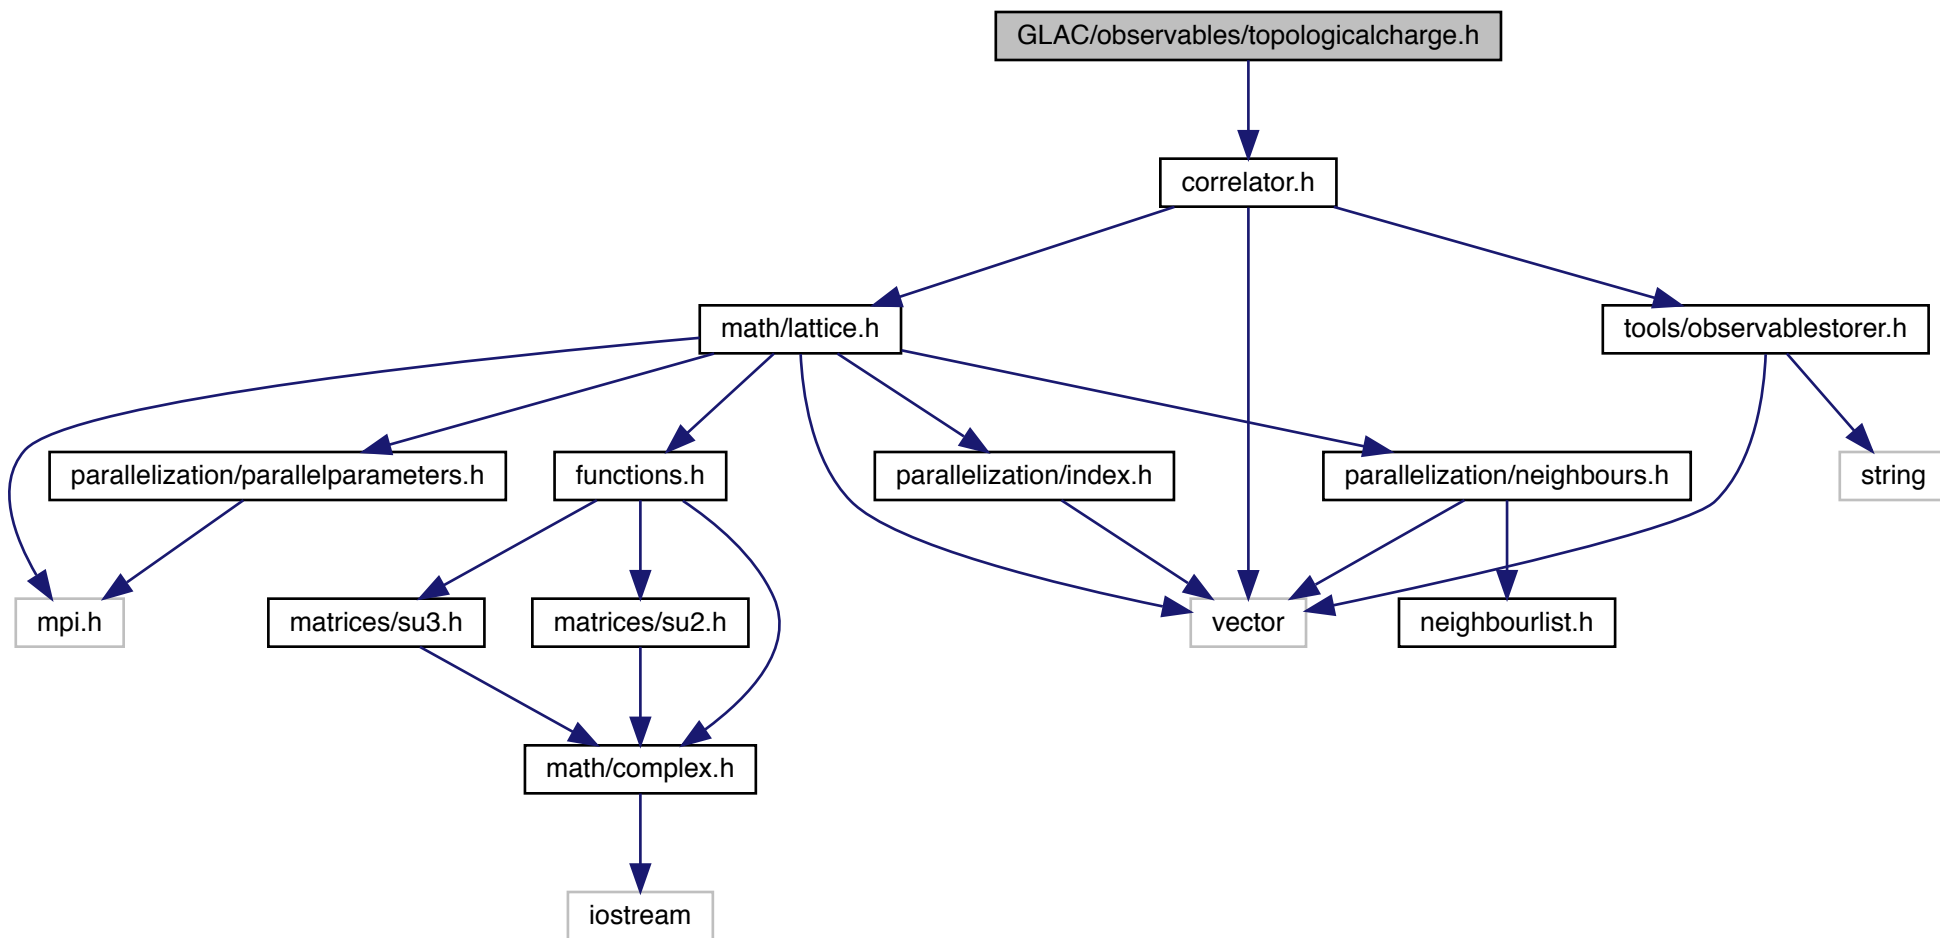 GLAC/observables/topologicalcharge.h
correlator.h
math/lattice.h
tools/observablestorer.h
parallelization/parallelparameters.h
functions.h
parallelization/index.h
parallelization/neighbours.h
string
mpi.h
matrices/su3.h
matrices/su2.h
vector
neighbourlist.h
math/complex.h
iostream